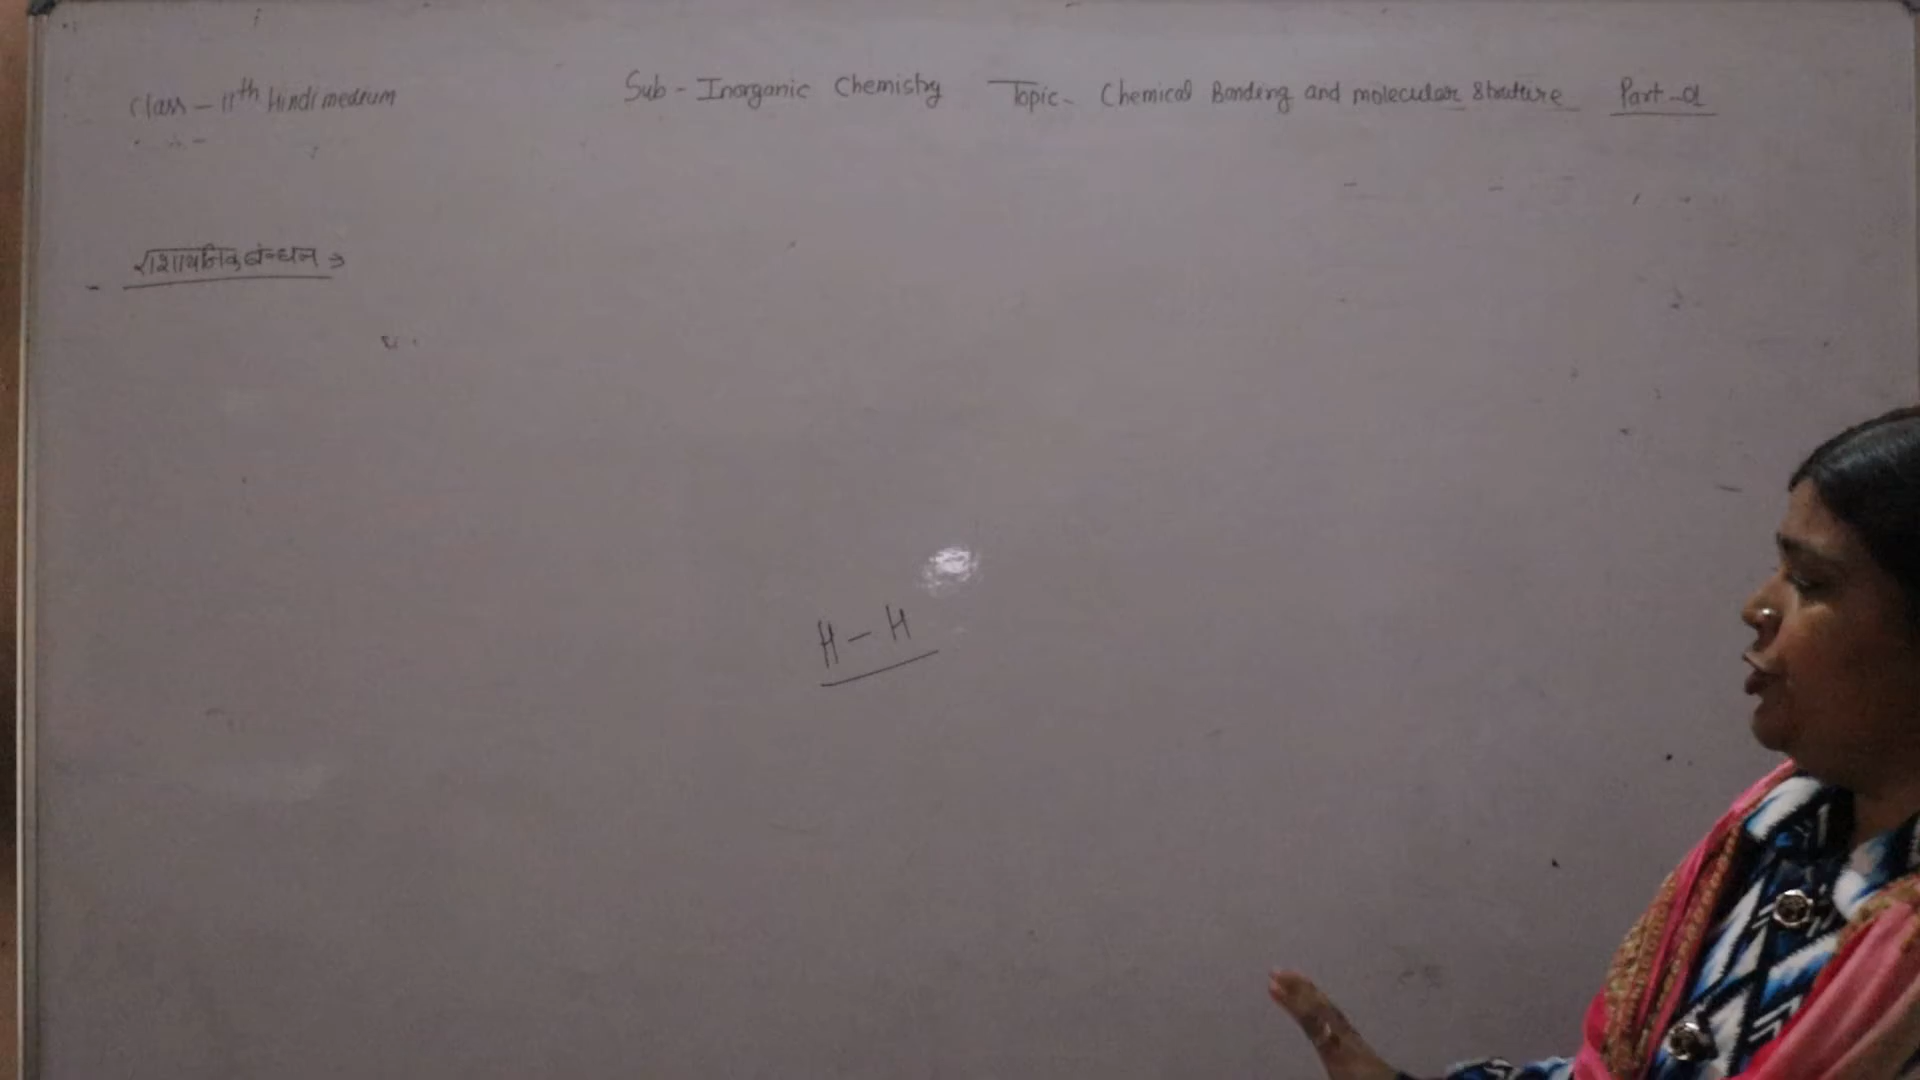 Class - 11th Hindi medium Sub - Inorganic Chemistry Topic - Chemical Bonding and molecular Structure Part - 01
राशायनिक बन्धन →
H - H